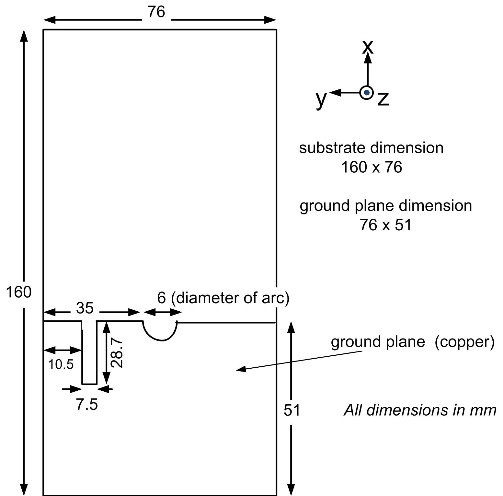 76
x
y
z
substrate dimension
160 x 76
ground plane dimension
76 x 51
160
35
6 (diameter of arc)
10.5
28.7
7.5
ground plane (copper)
51
All dimensions in mm